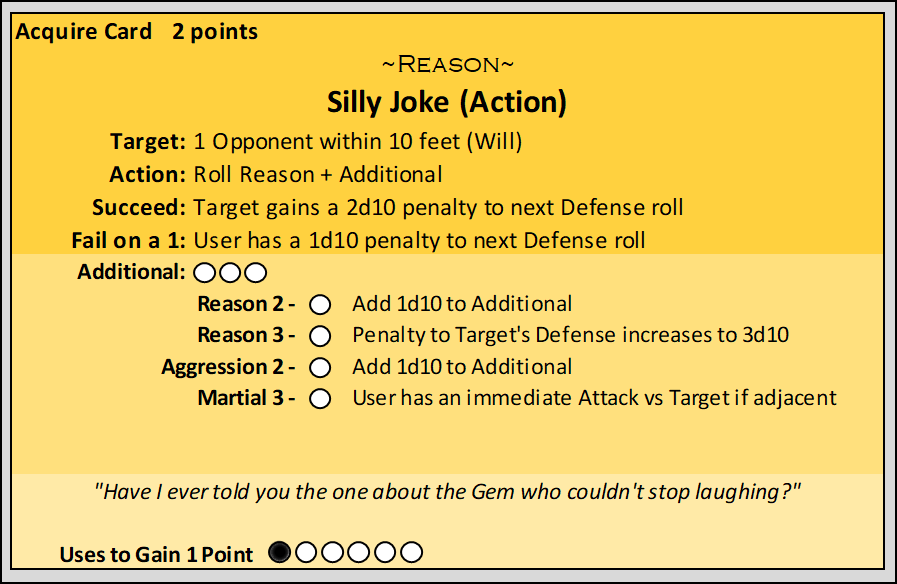 Acquire Card 2 points
~REASON~
Silly Joke (Action)
Target: 1 Opponent within 10 feet (Will)
Action: Roll Reason + Additional
Succeed: Target gains a 2d10 penalty to next Defense roll
Fail on a 1: User has a 1d10 penalty to next Defense roll
Additional:
Reason 2 - Add 1d10 to Additional
Reason 3 - Penalty to Target's Defense increases to 3d10
Aggression 2 - Add 1d10 to Additional
Martial 3 - User has an immediate Attack vs Target if adjacent
"Have I ever told you the one about the Gem who couldn't stop laughing?"
Uses to Gain 1 Point